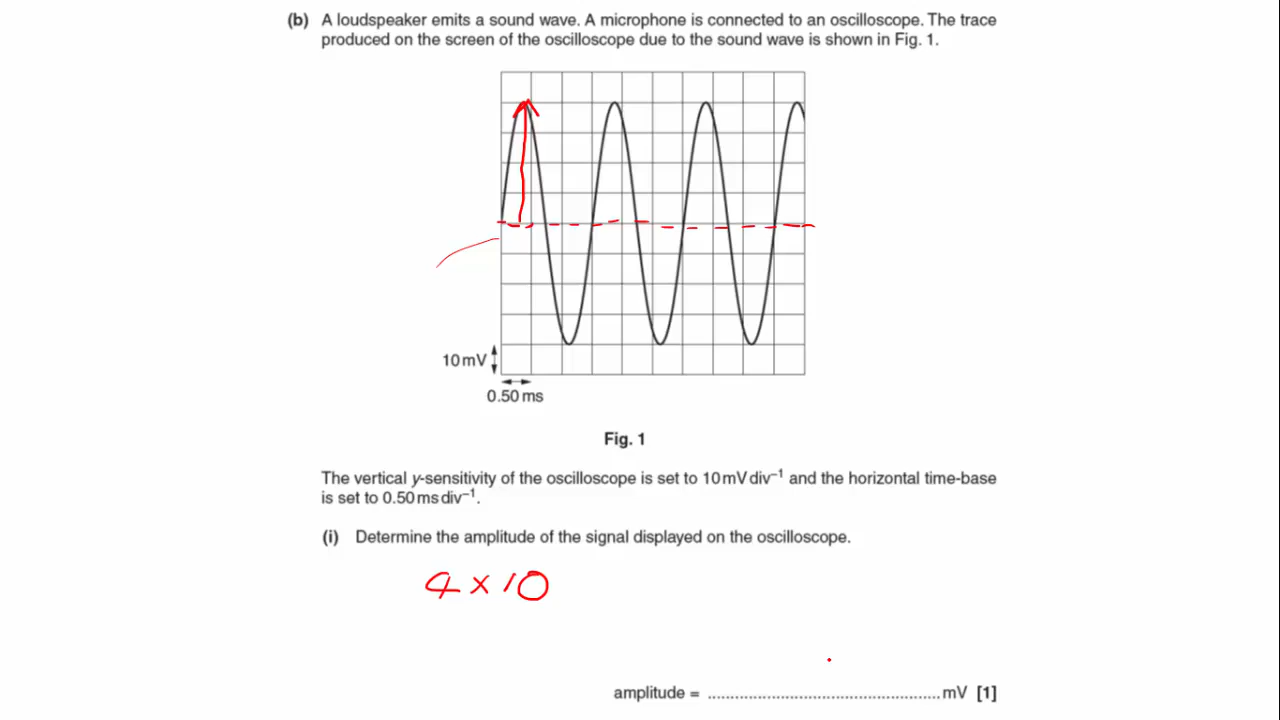 (b) A loudspeaker emits a sound wave. A microphone is connected to an oscilloscope. The trace
produced on the screen of the oscilloscope due to the sound wave is shown in Fig. 1.
10 mV
0.50 ms
Fig. 1
The vertical y-sensitivity of the oscilloscope is set to 10 mV div⁻¹ and the horizontal time-base
is set to 0.50 ms div⁻¹.
(i) Determine the amplitude of the signal displayed on the oscilloscope.
4 × 10
amplitude = .................................................. mV [1]